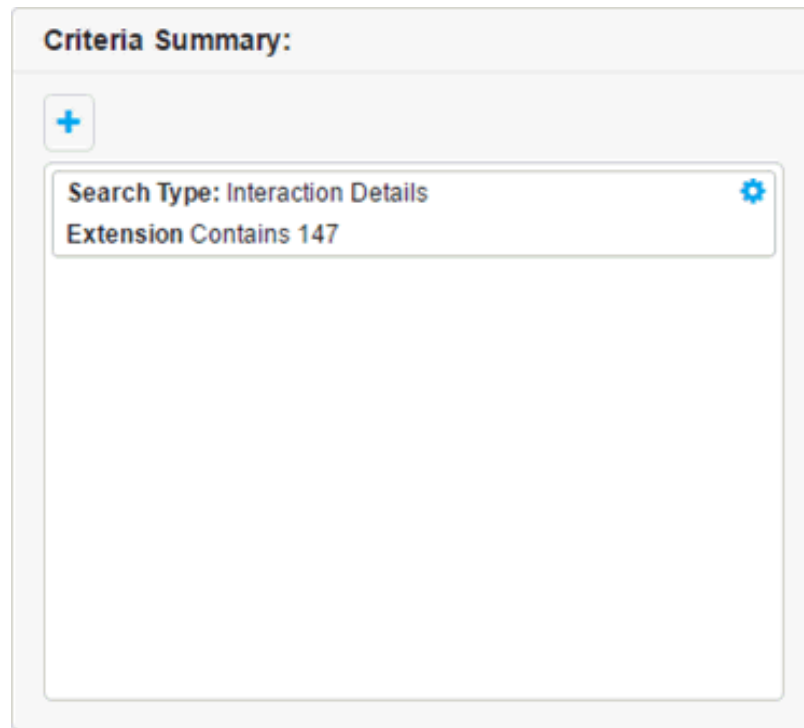 Criteria Summary:
Search Type: Interaction Details
Extension Contains 147